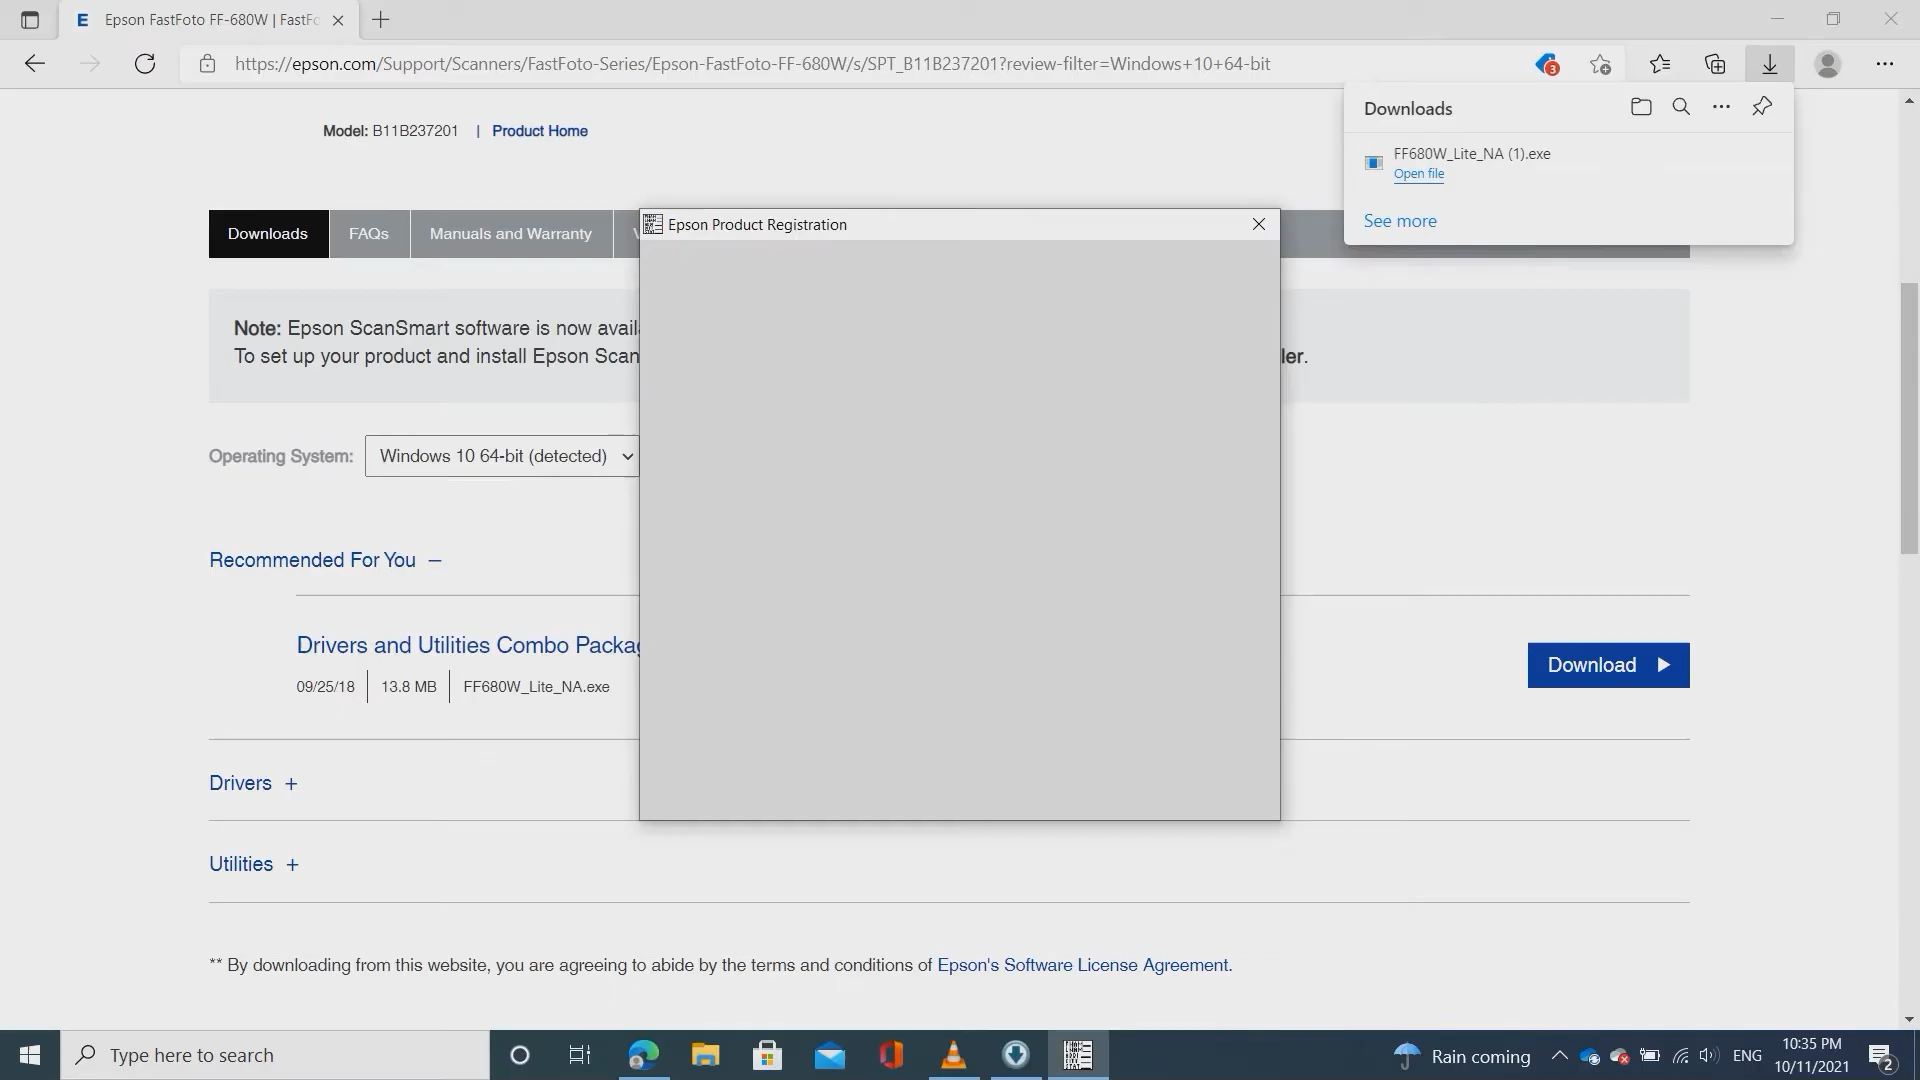 Epson FastFoto FF-680W | FastFo
https://epson.com/Support/Scanners/FastFoto-Series/Epson-FastFoto-FF-680W/s/SPT_B11B237201?review-filter=Windows+10+64-bit
3
Downloads
FF680W_Lite_NA (1).exe
Open file
See more
Model: B11B237201 | Product Home
Downloads
FAQs
Manuals and Warranty
Epson Product Registration
Note: Epson ScanSmart software is now avail
To set up your product and install Epson Scan
ler.
Operating System:
Windows 10 64-bit (detected)
Recommended For You −
Drivers and Utilities Combo Packag
09/25/18
13.8 MB
FF680W_Lite_NA.exe
Download
Drivers +
Utilities +
** By downloading from this website, you are agreeing to abide by the terms and conditions of Epson's Software License Agreement.
Type here to search
Rain coming
ENG
10:35 PM
10/11/2021
2